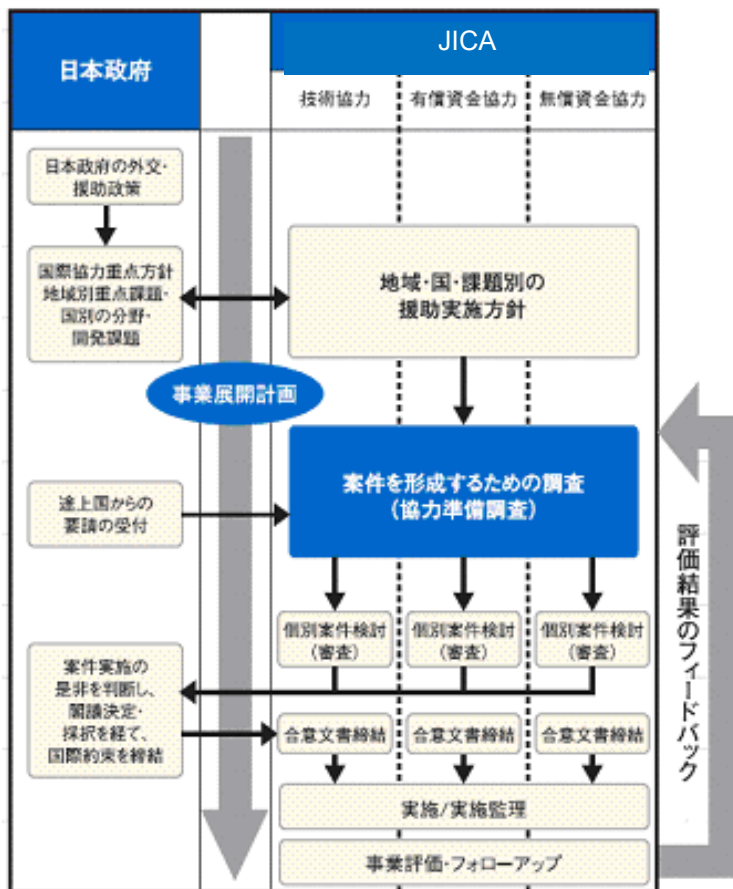 日本政府
JICA
技術協力
有償資金協力
無償資金協力
日本政府の外交・
援助政策
国際協力重点方針
地域別重点課題・
国別の分野・
開発課題
地域・国・課題別の
援助実施方針
事業展開計画
途上国からの
要請の受付
案件を形成するための調査
(協力準備調査)
個別案件検討
(審査)
個別案件検討
(審査)
個別案件検討
(審査)
案件実施の
是非を判断し、
閣議決定・
採択を経て、
国際約束を締結
合意文書締結
合意文書締結
合意文書締結
実施/実施監理
事業評価・フォローアップ
評価結果のフィードバック